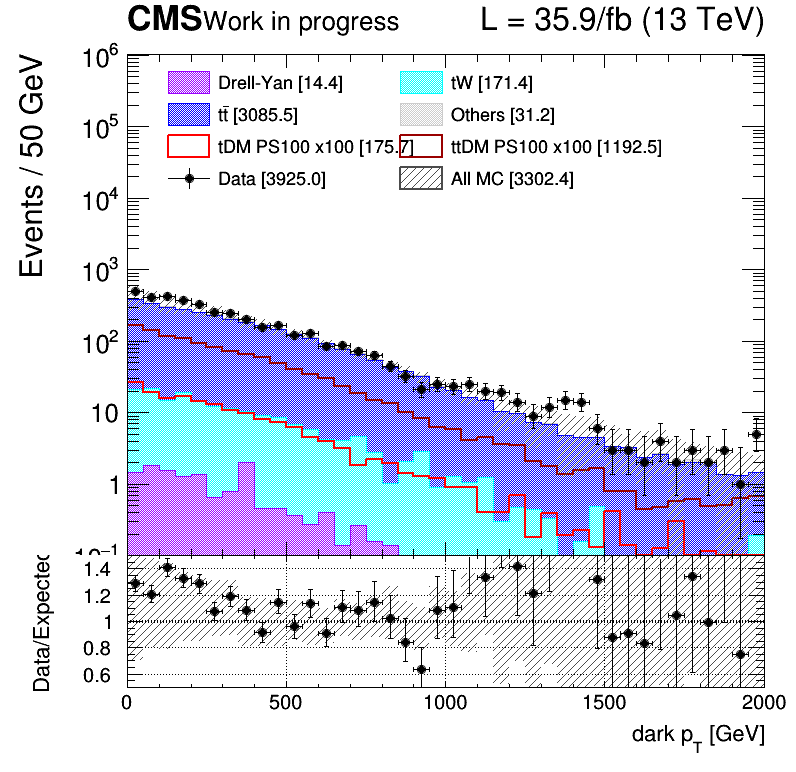 CMS Work in progress L = 35.9/fb (13 TeV)
Events / 50 GeV
10⁶
10⁵
10⁴
10³
10²
10
1
10⁻¹
Drell-Yan [14.4] tW [171.4]
tt̄ [3085.5] Others [31.2]
tDM PS100 x100 [175.7] ttDM PS100 x100 [1192.5]
Data [3925.0] All MC [3302.4]
Data/Expected
1.4
1.2
1
0.8
0.6
0 500 1000 1500 2000
dark p_T [GeV]